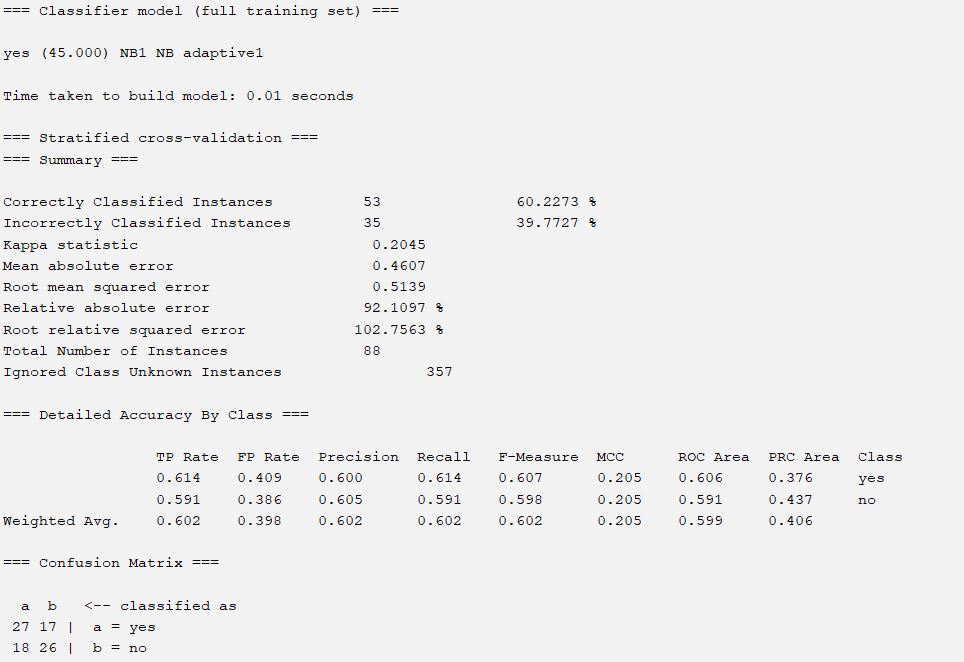 === Classifier model (full training set) ===
yes (45.000) NB1 NB adaptive1
Time taken to build model: 0.01 seconds
=== Stratified cross-validation ===
=== Summary ===
Correctly Classified Instances 53 60.2273 %
Incorrectly Classified Instances 35 39.7727 %
Kappa statistic 0.2045
Mean absolute error 0.4607
Root mean squared error 0.5139
Relative absolute error 92.1097 %
Root relative squared error 102.7563 %
Total Number of Instances 88
Ignored Class Unknown Instances 357
=== Detailed Accuracy By Class ===
TP Rate FP Rate Precision Recall F-Measure MCC ROC Area PRC Area Class
0.614 0.409 0.600 0.614 0.607 0.205 0.606 0.376 yes
0.591 0.386 0.605 0.591 0.598 0.205 0.591 0.437 no
Weighted Avg. 0.602 0.398 0.602 0.602 0.602 0.205 0.599 0.406
=== Confusion Matrix ===
a b <-- classified as
27 17 | a = yes
18 26 | b = no